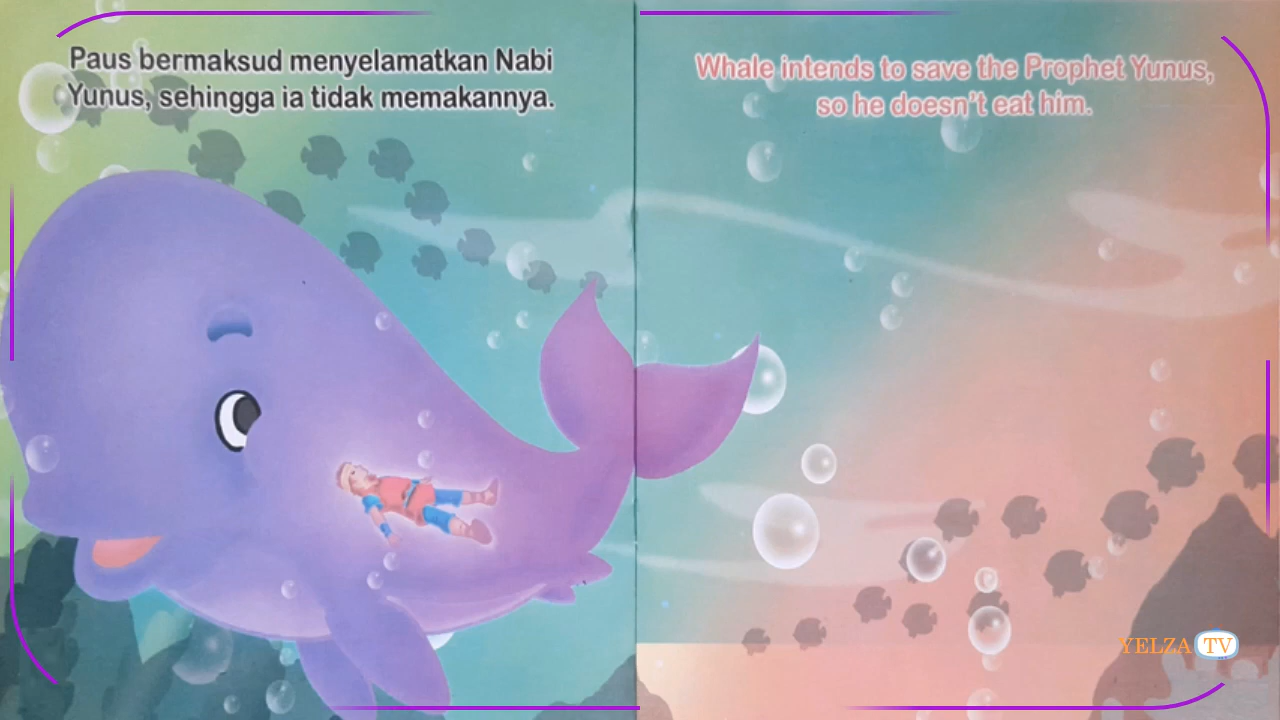 Paus bermaksud menyelamatkan Nabi
Yunus, sehingga ia tidak memakannya.
Whale intends to save the Prophet Yunus,
so he doesn't eat him.
YELZA TV